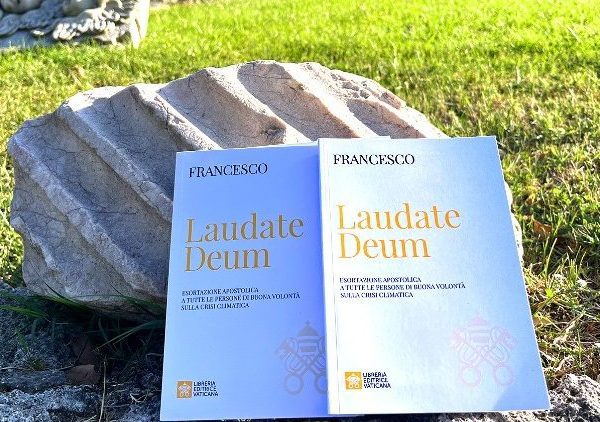 FRANCESCO
Laudate
Deum
ESORTAZIONE APOSTOLICA
A TUTTE LE PERSONE DI BUONA VOLONTÀ
SULLA CRISI CLIMATICA
LIBRERIA
EDITRICE
VATICANA
FRANCESCO
Laudate
Deum
ESORTAZIONE APOSTOLICA
A TUTTE LE PERSONE DI BUONA VOLONTÀ
SULLA CRISI CLIMATICA
LIBRERIA
EDITRICE
VATICANA